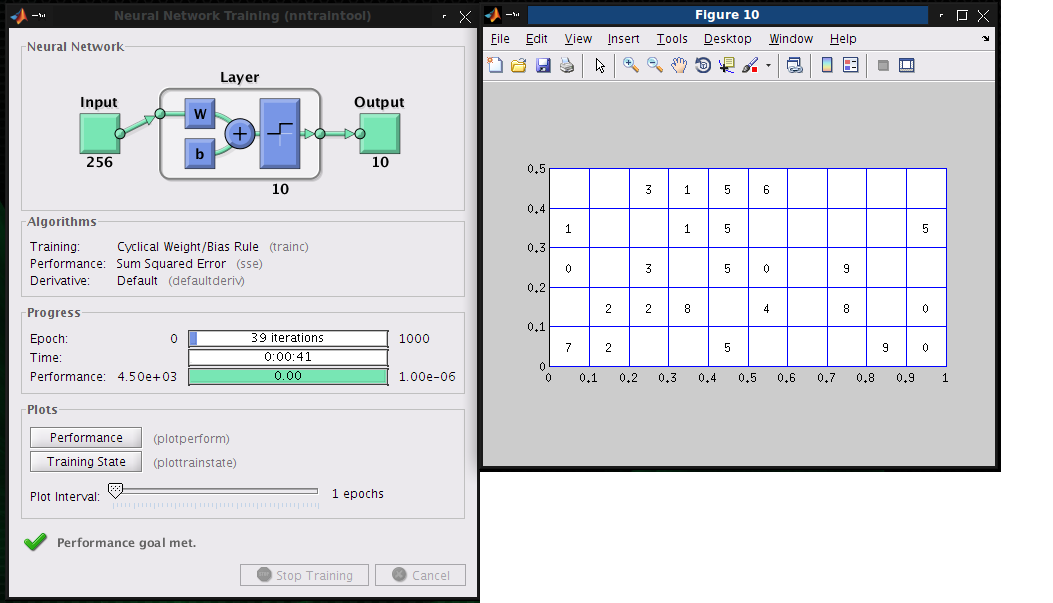 Neural Network Training (nntraintool)
Neural Network
Layer
Input
W
b
+
Output
256
10
10
Algorithms
Training: Cyclical Weight/Bias Rule (trainc)
Performance: Sum Squared Error (sse)
Derivative: Default (defaultderiv)
Progress
Epoch: 0 39 iterations 1000
Time: 0:00:41
Performance: 4.50e+03 0.00 1.00e-06
Plots
Performance (plotperform)
Training State (plottrainstate)
Plot Interval: 1 epochs
Performance goal met.
Stop Training Cancel
Figure 10
File Edit View Insert Tools Desktop Window Help
0.5
3 1 5 6
0.4
1 1 5 5
0.3
0 3 5 0 9
0.2
2 2 8 4 8 0
0.1
7 2 5 9 0
0
0 0.1 0.2 0.3 0.4 0.5 0.6 0.7 0.8 0.9 1